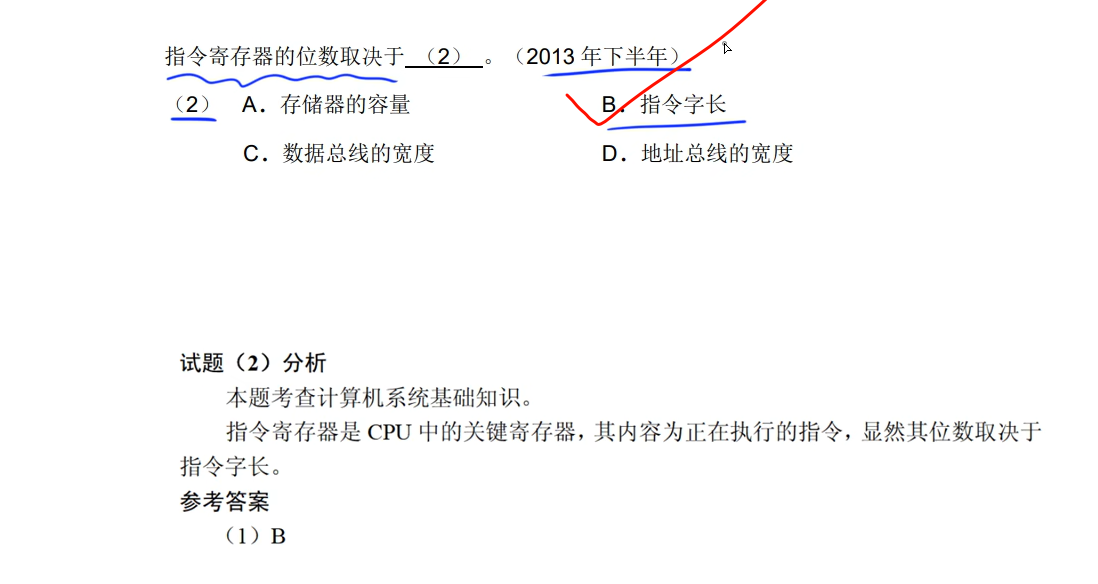 指令寄存器的位数取决于 （2） 。（2013 年下半年）
（2） A．存储器的容量 B．指令字长
C．数据总线的宽度 D．地址总线的宽度
试题（2）分析
本题考查计算机系统基础知识。
指令寄存器是 CPU 中的关键寄存器，其内容为正在执行的指令，显然其位数取决于
指令字长。
参考答案
（1）B